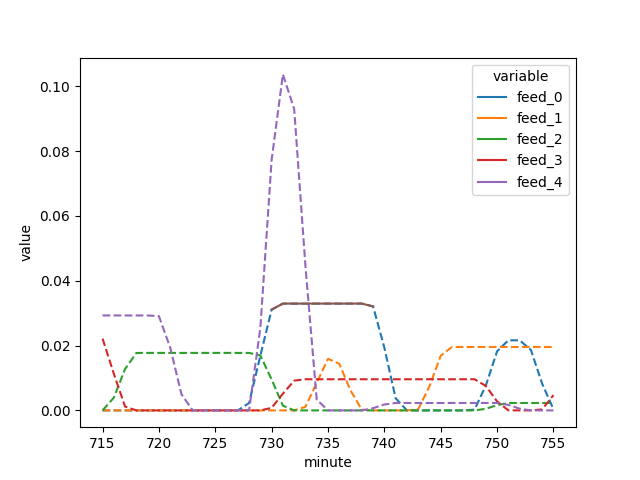 variable
feed_0
feed_1
feed_2
feed_3
feed_4
value
0.10
0.08
0.06
0.04
0.02
0.00
715 720 725 730 735 740 745 750 755
minute